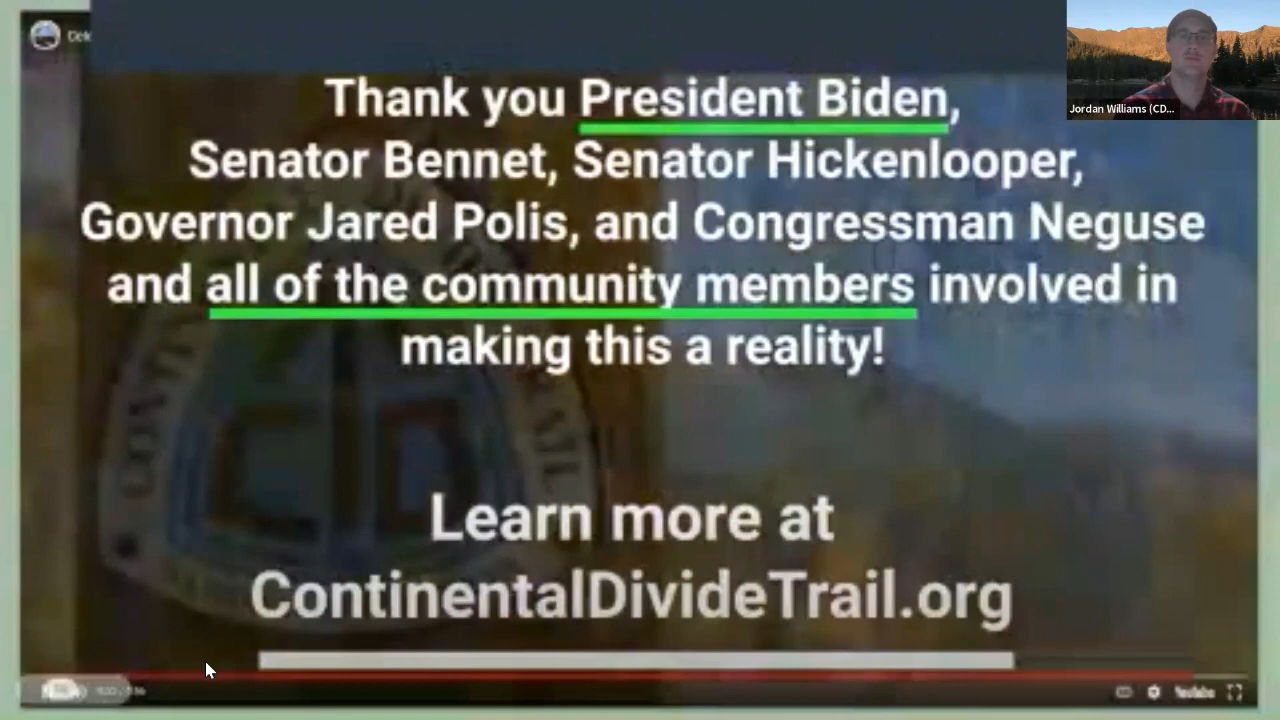 Thank you President Biden,
Senator Bennet, Senator Hickenlooper,
Governor Jared Polis, and Congressman Neguse
and all of the community members involved in
making this a reality!
Learn more at
ContinentalDivideTrail.org
Jordan Williams (CD...
YouTube